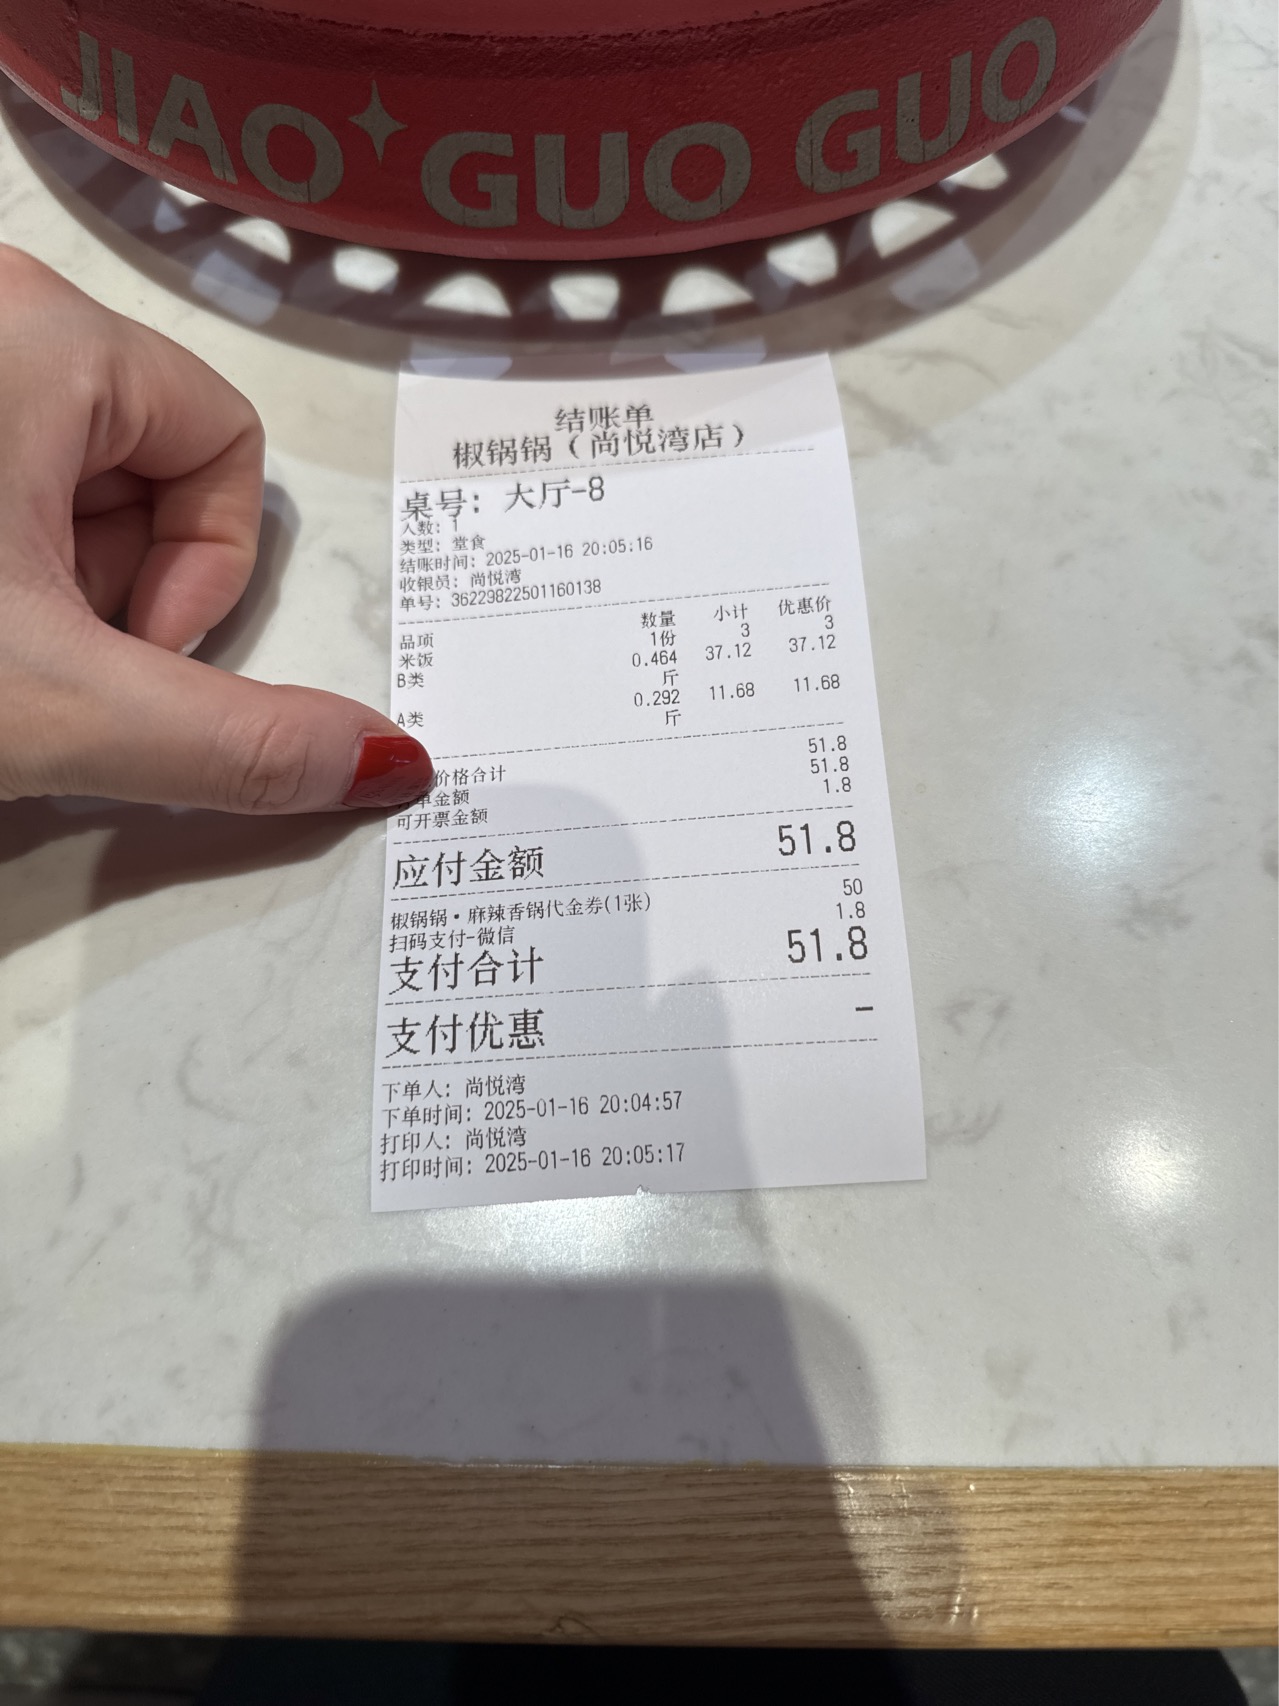 JIAO GUO GUO
结账单
椒锅锅（尚悦湾店）
桌号： 大厅-8
人数：1
类型：堂食
结账时间：2025-01-16 20:05:16
收银员：尚悦湾
单号：36229822501160138
品项 数量 小计 优惠价
米饭 1份 3 3
B类 0.464斤 37.12 37.12
A类 0.292斤 11.68 11.68
价格合计 51.8
单金额 51.8
可开票金额 1.8
应付金额 51.8
椒锅锅·麻辣香锅代金券(1张) 50
扫码支付-微信 1.8
支付合计 51.8
支付优惠 -
下单人：尚悦湾
下单时间：2025-01-16 20:04:57
打印人：尚悦湾
打印时间：2025-01-16 20:05:17